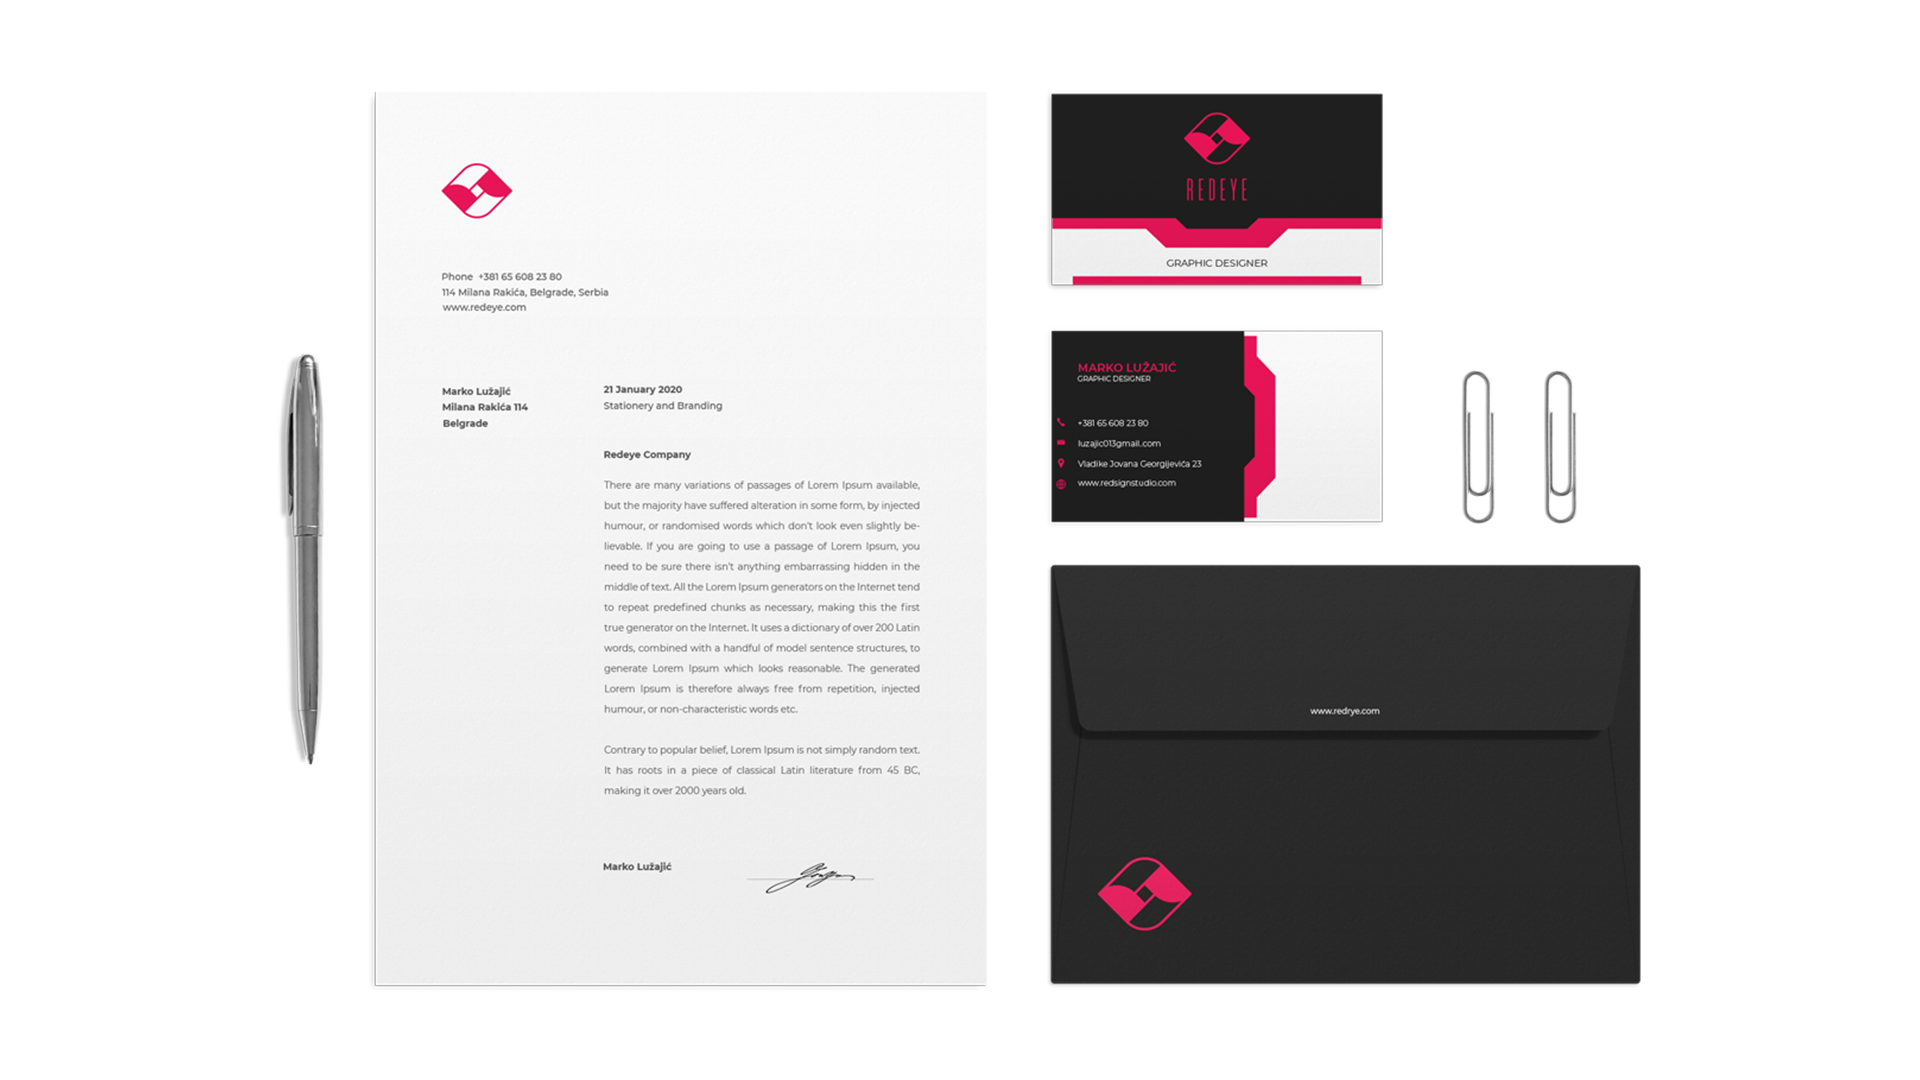 Phone +381 65 608 23 80
114 Milana Rakića, Belgrade, Serbia
www.redeye.com
Marko Lužajić
Milana Rakića 114
Belgrade
21 January 2020
Stationery and Branding
Redeye Company
There are many variations of passages of Lorem Ipsum available,
but the majority have suffered alteration in some form, by injected
humour, or randomised words which don't look even slightly be-
lievable. If you are going to use a passage of Lorem Ipsum, you
need to be sure there isn't anything embarrassing hidden in the
middle of text. All the Lorem Ipsum generators on the Internet tend
to repeat predefined chunks as necessary, making this the first
true generator on the Internet. It uses a dictionary of over 200 Latin
words, combined with a handful of model sentence structures, to
generate Lorem Ipsum which looks reasonable. The generated
Lorem Ipsum is therefore always free from repetition, injected
humour, or non-characteristic words etc.
Contrary to popular belief, Lorem Ipsum is not simply random text.
It has roots in a piece of classical Latin literature from 45 BC,
making it over 2000 years old.
Marko Lužajić
REDEYE
GRAPHIC DESIGNER
MARKO LUŽAJIĆ
GRAPHIC DESIGNER
+381 65 608 23 80
luzajic013gmail.com
Vladike Jovana Georgijevića 23
www.redsignstudio.com
www.redrye.com